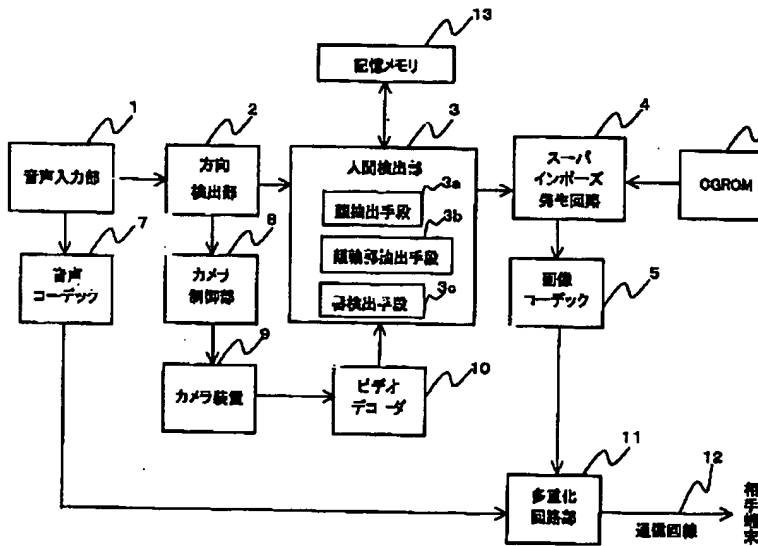 13
記憶メモリ
1
2
3
4
音声入力部
方向
検出部
人間検出部
3a
顔抽出手段
3b
顔輪郭抽出手段
3c
唇検出手段
スーパ
インポーズ
発生回路
CGROM
7
8
音声
コーデック
カメラ
制御部
画像
コーデック
5
9
カメラ装置
ビデオ
デコーダ
10
11
多重化
回路部
12
通信回線
相手端末